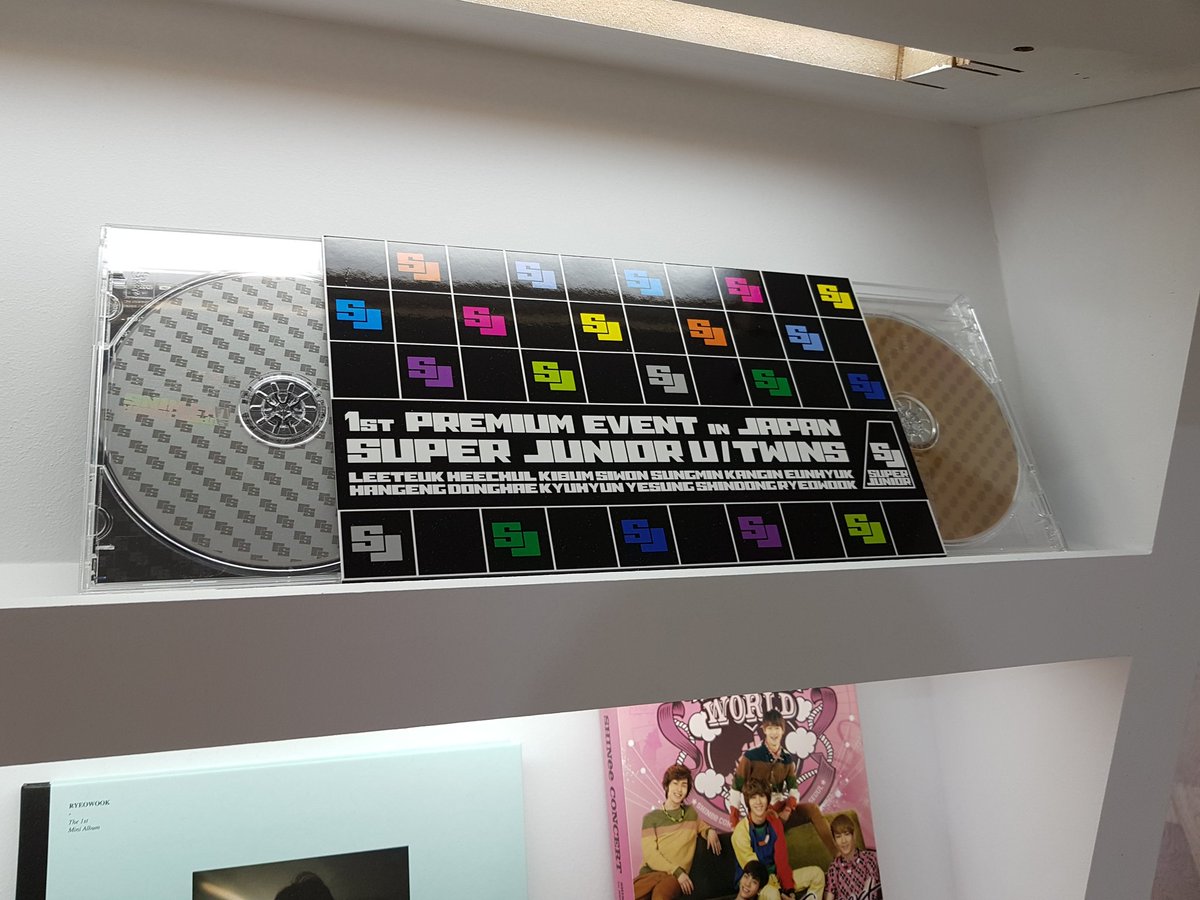 SJ SJ SJ SJ SJ
SJ SJ SJ SJ SJ
SJ SJ SJ SJ SJ
1ST PREMIUM EVENT IN JAPAN
SUPER JUNIOR U/TWINS
LEETEUK HEECHUL KIBUM SIWON SUNGMIN KANGIN EUNHYUK
HANGENG DONGHAE KYUHYUN YESUNG SHINDONG RYEOWOOK
SJ
SUPER
JUNIOR
SJ SJ SJ SJ SJ
RYEOWOOK
The 1st
Mini Album
SHINee CONCERT
WORLD